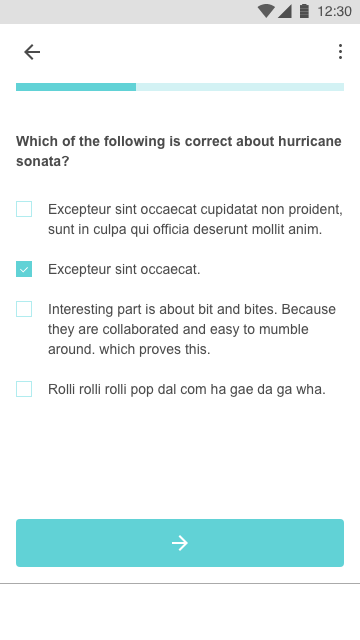 12:30
Which of the following is correct about hurricane
sonata?
Excepteur sint occaecat cupidatat non proident,
sunt in culpa qui officia deserunt mollit anim.
Excepteur sint occaecat.
Interesting part is about bit and bites. Because
they are collaborated and easy to mumble
around. which proves this.
Rolli rolli rolli pop dal com ha gae da ga wha.